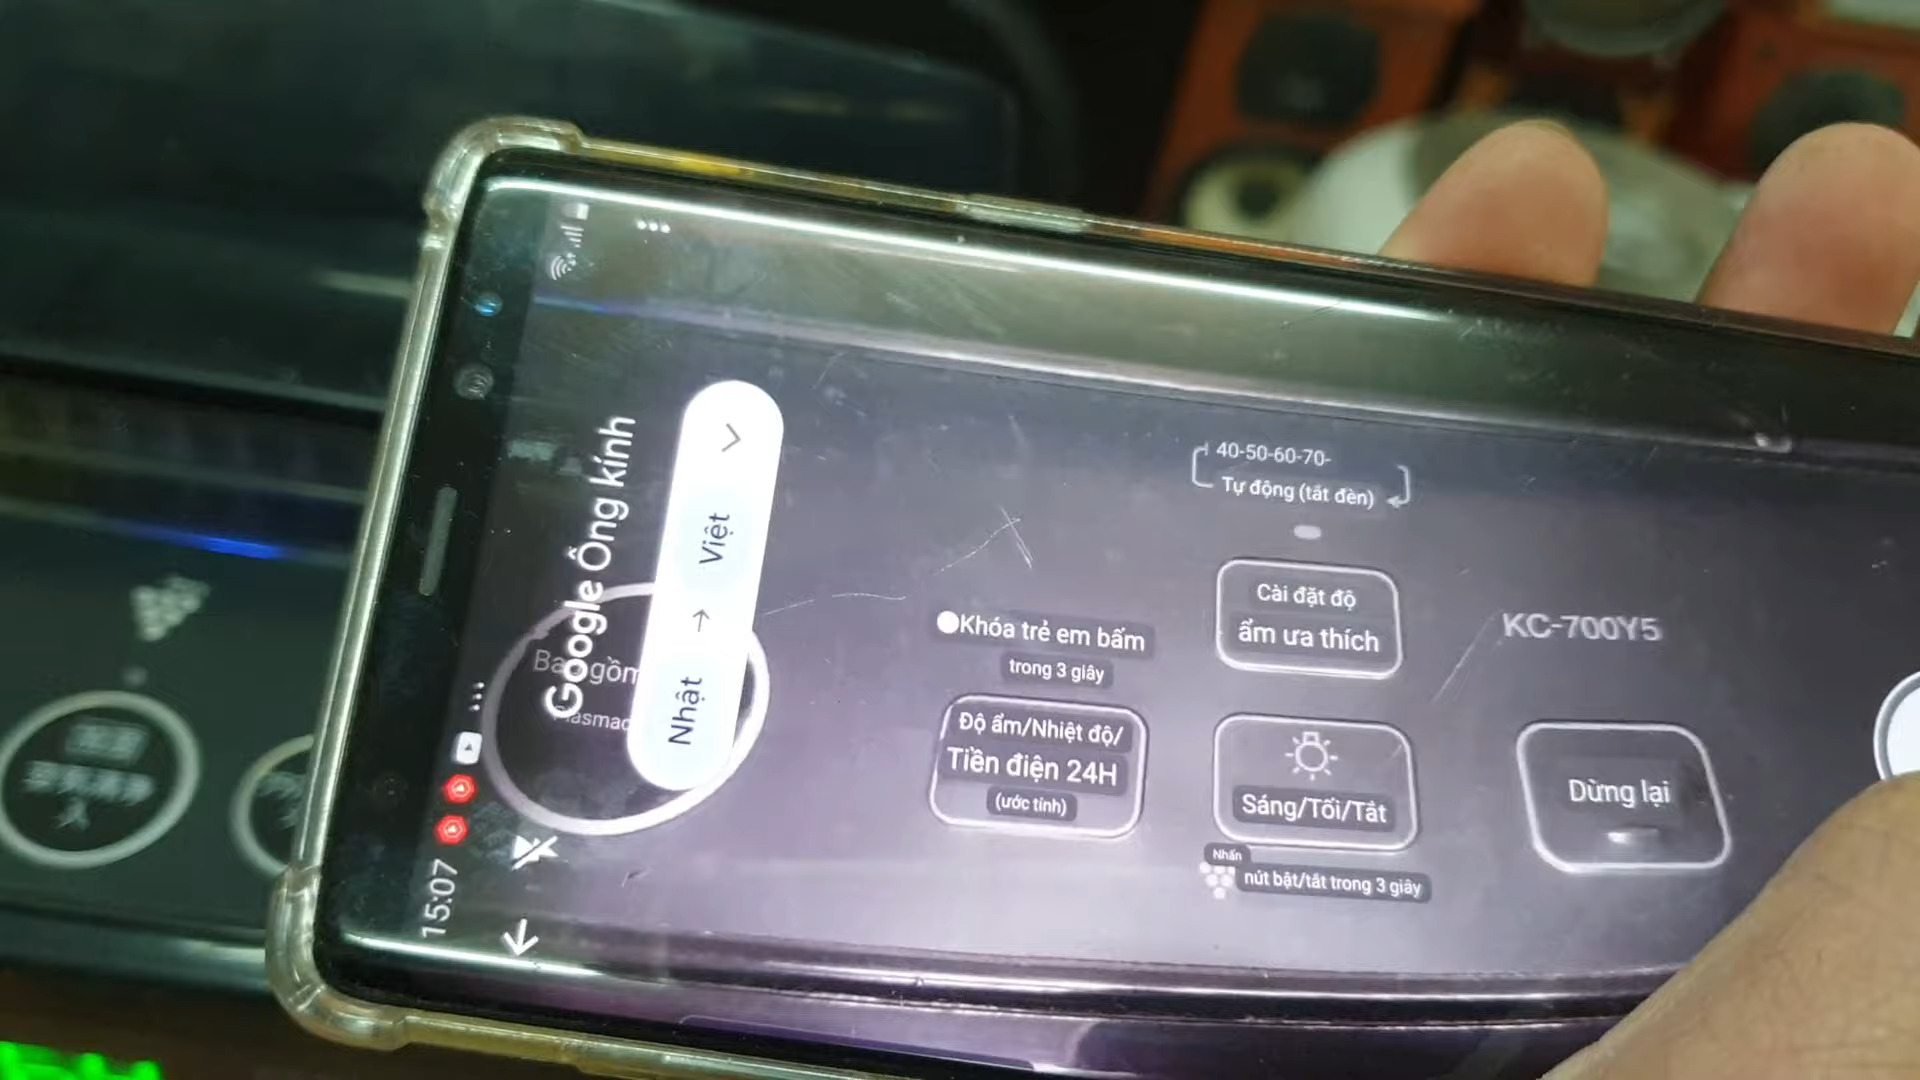 15:07
Google Ống kính
Nhật → Việt
40-50-60-70-
Tự động (tắt đèn)
Cài đặt độ
ẩm ưa thích
Khóa trẻ em bấm
trong 3 giây
KC-700Y5
Độ ẩm/Nhiệt độ/
Tiền điện 24H
(ước tính)
Sáng/Tối/Tắt
Dừng lại
Nhấn
nút bật/tắt trong 3 giây
gồm